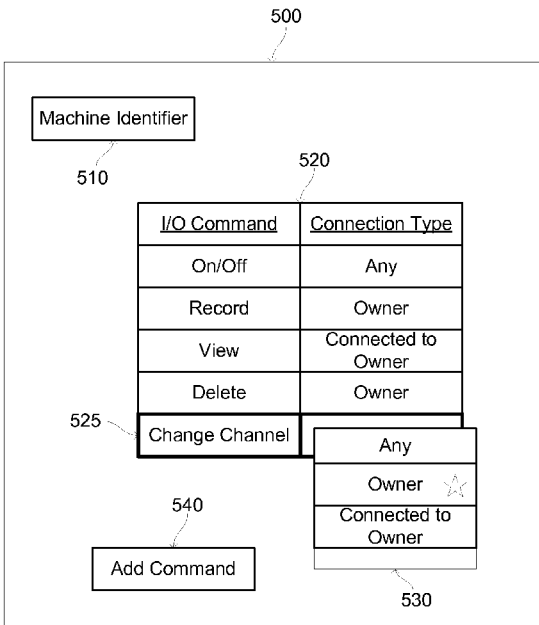 500
Machine Identifier
510
520
I/O Command Connection Type
On/Off Any
Record Owner
View Connected to
Owner
Delete Owner
525 Change Channel
Any
Owner
Connected to
Owner
540
Add Command
530